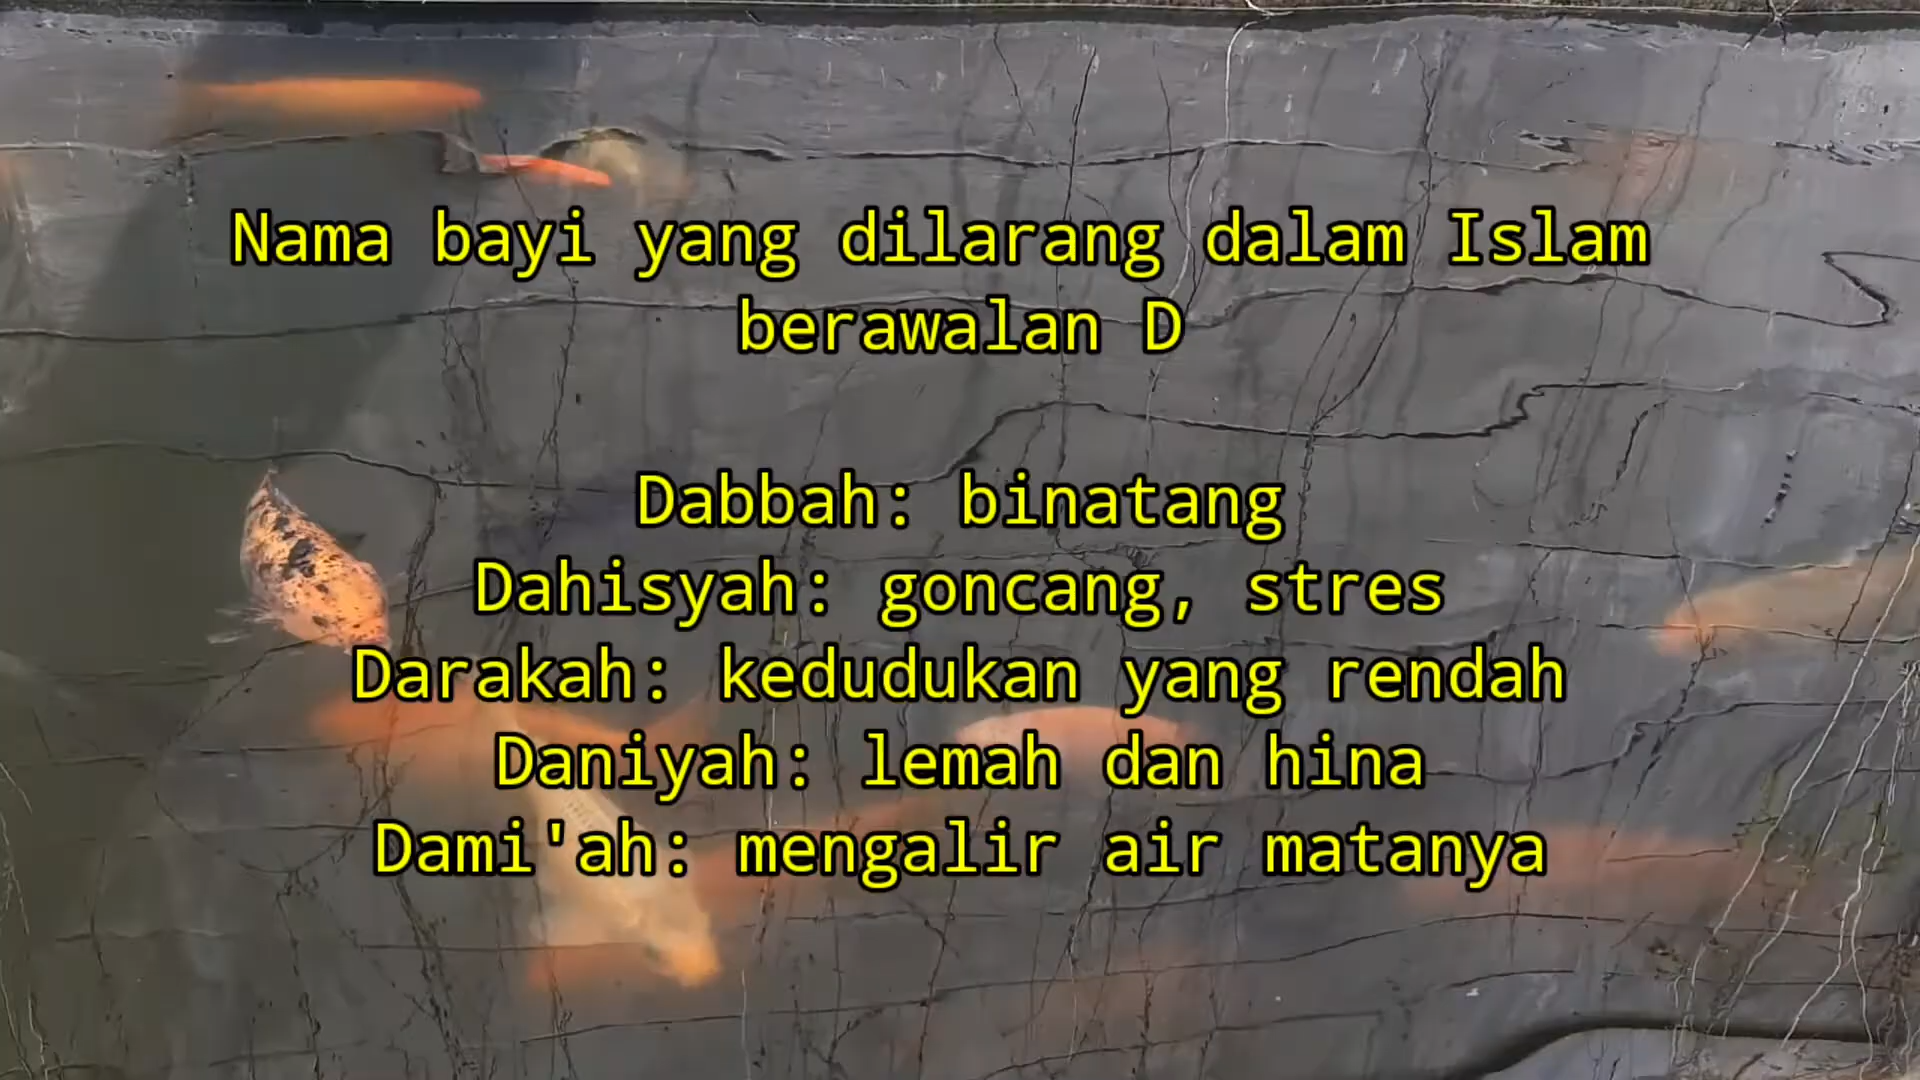 Nama bayi yang dilarang dalam Islam
berawalan D
Dabbah: binatang
Dahisyah: goncang, stres
Darakah: kedudukan yang rendah
Daniyah: lemah dan hina
Dami'ah: mengalir air matanya